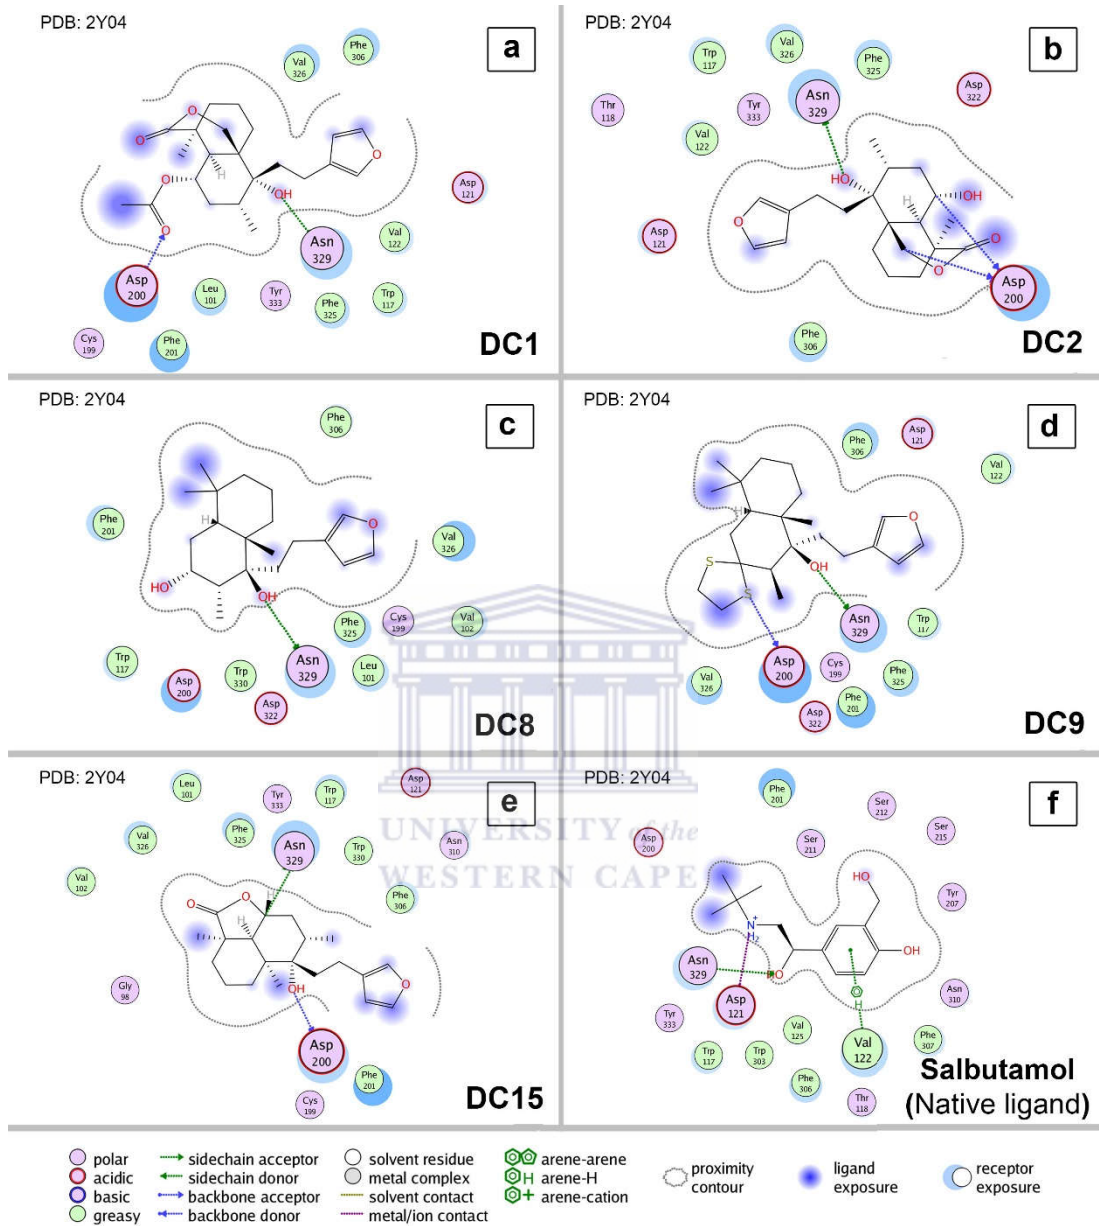 PDB: 2Y04
a
Val 326
Phe 306
O
O
H
O
O
O
OH
Asp 121
Asn 329
Val 122
Asp 200
Leu 101
Tyr 333
Phe 325
Trp 117
Cys 199
Phe 201
DC1
PDB: 2Y04
b
Trp 117
Val 326
Phe 325
Asp 322
Thr 118
Tyr 333
Asn 329
Val 122
HO
OH
H
O
O
O
Asp 121
Asp 200
Phe 306
DC2
PDB: 2Y04
c
Phe 306
Phe 201
H
O
Val 326
HO
OH
Phe 325
Cys 199
Val 102
Trp 117
Asp 200
Trp 330
Asn 329
Leu 101
Asp 322
DC8
PDB: 2Y04
d
Phe 306
Asp 121
Val 122
H
O
S
S
OH
Asn 329
Trp 117
Val 326
Asp 200
Cys 199
Phe 325
Phe 201
Asp 322
DC9
PDB: 2Y04
e
Leu 101
Tyr 333
Trp 117
Asp 121
Val 326
Phe 325
Asn 329
Trp 330
Asn 310
Val 102
Phe 306
O
O
H
H
O
OH
Gly 98
Asp 200
Phe 201
Cys 199
DC15
PDB: 2Y04
f
Phe 201
Ser 212
Asp 200
Ser 211
Ser 215
HO
Tyr 207
N+
H2
OH
HO
Asn 329
Asp 121
H
Asn 310
Tyr 333
Val 125
Val 122
Phe 307
Trp 117
Trp 303
Phe 306
Thr 118
Salbutamol
(Native ligand)
UNIVERSITY of the
WESTERN CAPE
polar
acidic
basic
greasy
sidechain acceptor
sidechain donor
backbone acceptor
backbone donor
solvent residue
metal complex
solvent contact
metal/ion contact
arene-arene
H arene-H
+ arene-cation
proximity
contour
ligand
exposure
receptor
exposure